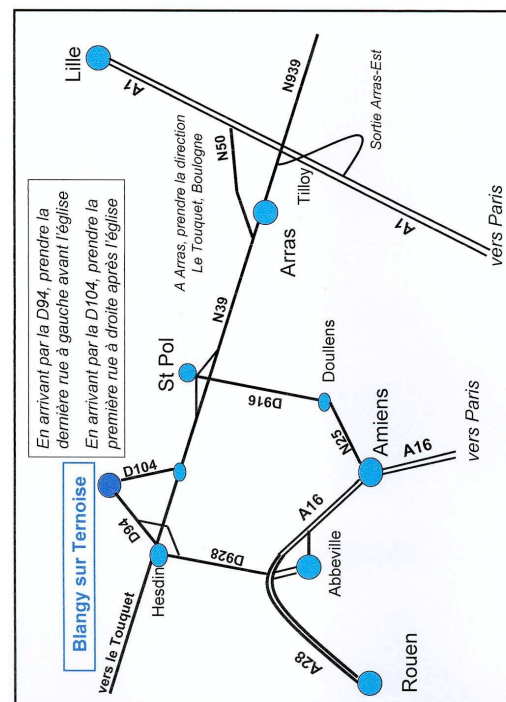 En arrivant par la D94, prendre la
dernière rue à gauche avant l'église
En arrivant par la D104, prendre la
première rue à droite après l'église
Blangy sur Ternoise
Lille
A1
N939
N50
A Arras, prendre la direction
Le Touquet, Boulogne
Sortie Arras-Est
Tilloy
Arras
A1
vers Paris
N39
St Pol
D104
D94
vers le Touquet
Hesdin
D928
D916
Doullens
N25
Amiens
A16
vers Paris
A16
Abbeville
A28
Rouen